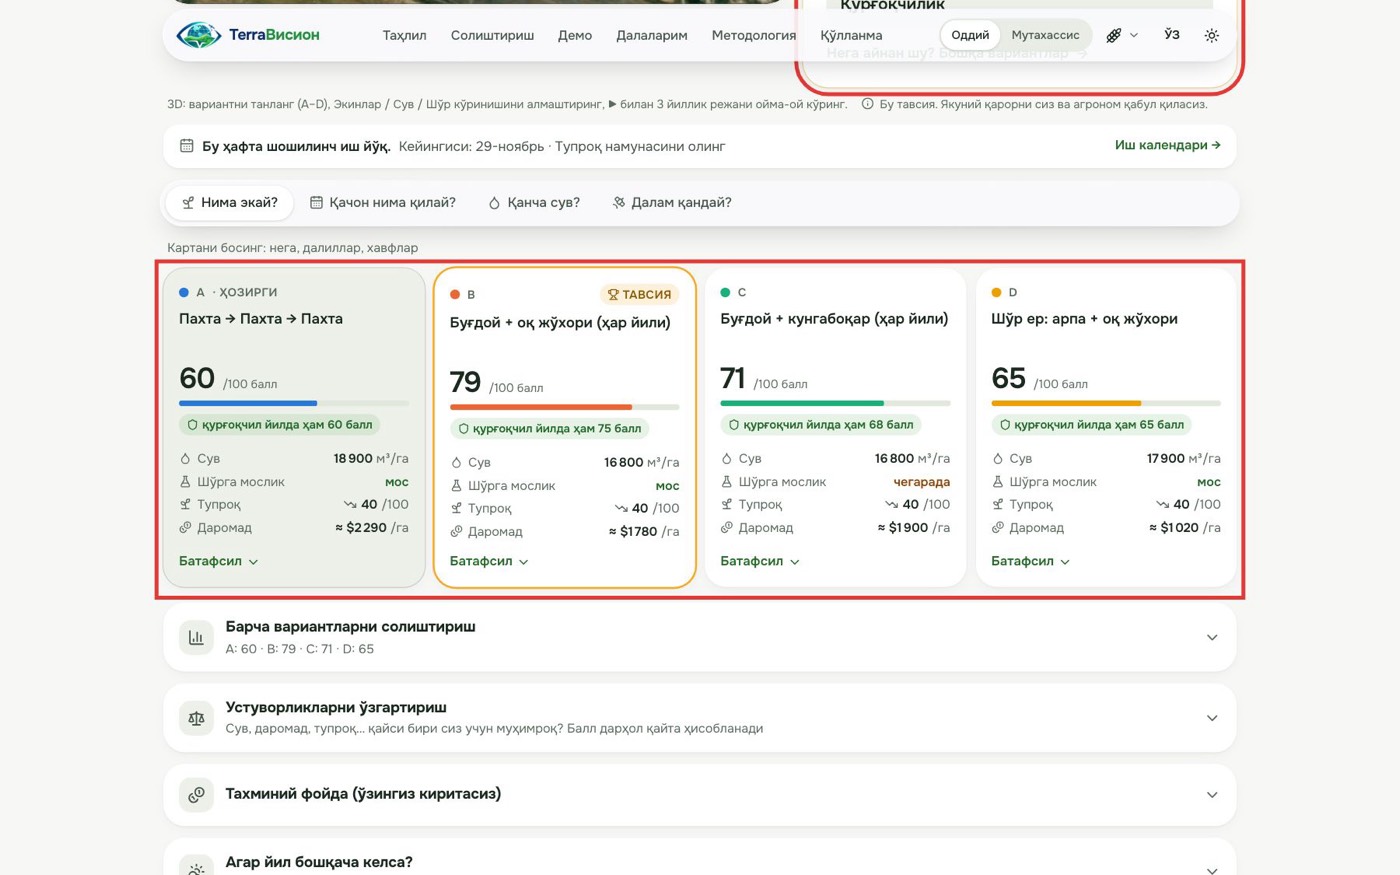 Қурғоқчилик
TerraВисион
Таҳлил
Солиштириш
Демо
Далаларим
Методология
Қўлланма
Оддий
Мутахассис
ЎЗ
Нега айнан шу? Бошқа вариантлар →
3D: вариантни танланг (A–D), Экинлар / Сув / Шўр кўринишини алмаштиринг, ▶ билан 3 йиллик режани ойма-ой кўринг.
Бу тавсия. Якуний қарорни сиз ва агроном қабул қиласиз.
Бу ҳафта шошилинч иш йўқ. Кейингиси: 29-ноябрь · Тупроқ намунасини олинг
Иш календари →
Нима экай?
Қачон нима қилай?
Қанча сув?
Далам қандай?
Картани босинг: нега, далиллар, хавфлар
A · ҲОЗИРГИ
Пахта → Пахта → Пахта
60 /100 балл
қурғоқчил йилда ҳам 60 балл
Сув 18 900 м³/га
Шўрга мослик мос
Тупроқ 40 /100
Даромад ≈ $2 290 /га
Батафсил
B ТАВСИЯ
Буғдой + оқ жўхори (ҳар йили)
79 /100 балл
қурғоқчил йилда ҳам 75 балл
Сув 16 800 м³/га
Шўрга мослик мос
Тупроқ 40 /100
Даромад ≈ $1 780 /га
Батафсил
C
Буғдой + кунгабоқар (ҳар йили)
71 /100 балл
қурғоқчил йилда ҳам 68 балл
Сув 16 800 м³/га
Шўрга мослик чегарада
Тупроқ 40 /100
Даромад ≈ $1 900 /га
Батафсил
D
Шўр ер: арпа + оқ жўхори
65 /100 балл
қурғоқчил йилда ҳам 65 балл
Сув 17 900 м³/га
Шўрга мослик мос
Тупроқ 40 /100
Даромад ≈ $1 020 /га
Батафсил
Барча вариантларни солиштириш
A: 60 · B: 79 · C: 71 · D: 65
Устуворликларни ўзгартириш
Сув, даромад, тупроқ... қайси бири сиз учун муҳимроқ? Балл дарҳол қайта ҳисобланади
Тахминий фойда (ўзингиз киритасиз)
Агар йил бошқача келса?